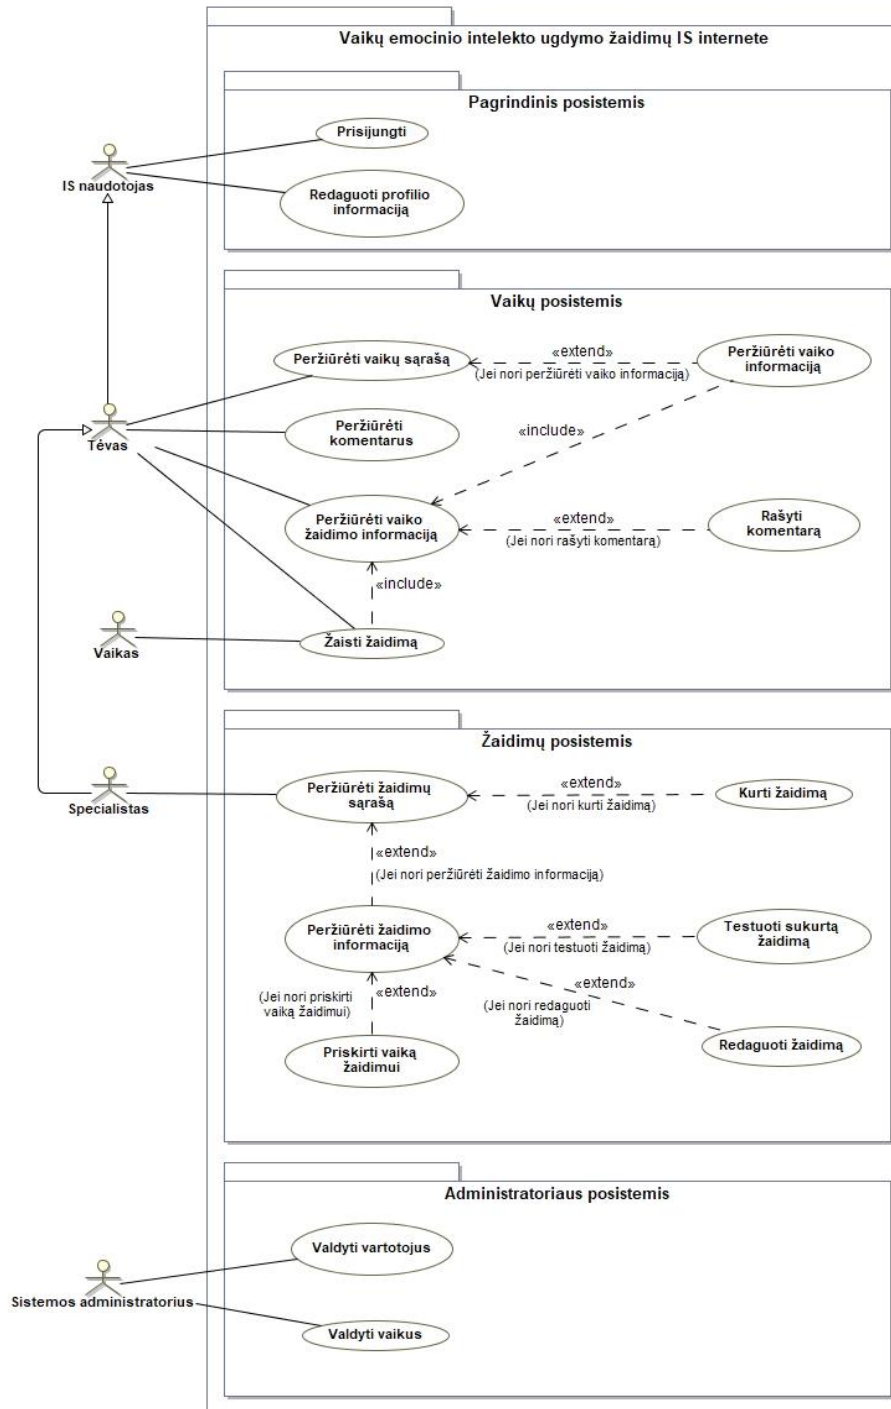 Vaikų emocinio intelekto ugdymo žaidimų IS internete
Pagrindinis posistemis
Prisijungti
IS naudotojas
Redaguoti profilio
informaciją
Vaikų posistemis
Peržiūrėti vaikų sąrašą
«extend»
(Jei nori peržiūrėti vaiko informaciją)
Peržiūrėti vaiko
informaciją
Tėvas
Peržiūrėti
komentarus
«include»
Peržiūrėti vaiko
žaidimo informaciją
«extend»
(Jei nori rašyti komentarą)
Rašyti
komentarą
«include»
Vaikas
Žaisti žaidimą
Žaidimų posistemis
Specialistas
Peržiūrėti žaidimų
sąrašą
«extend»
(Jei nori kurti žaidimą)
Kurti žaidimą
«extend»
(Jei nori peržiūrėti žaidimo informaciją)
Peržiūrėti žaidimo
informaciją
«extend»
(Jei nori testuoti žaidimą)
Testuoti sukurtą
žaidimą
(Jei nori priskirti
vaiką žaidimui)
«extend»
«extend»
(Jei nori redaguoti
žaidimą)
Priskirti vaiką
žaidimui
Redaguoti žaidimą
Administratoriaus posistemis
Valdyti vartotojus
Sistemos administratorius
Valdyti vaikus